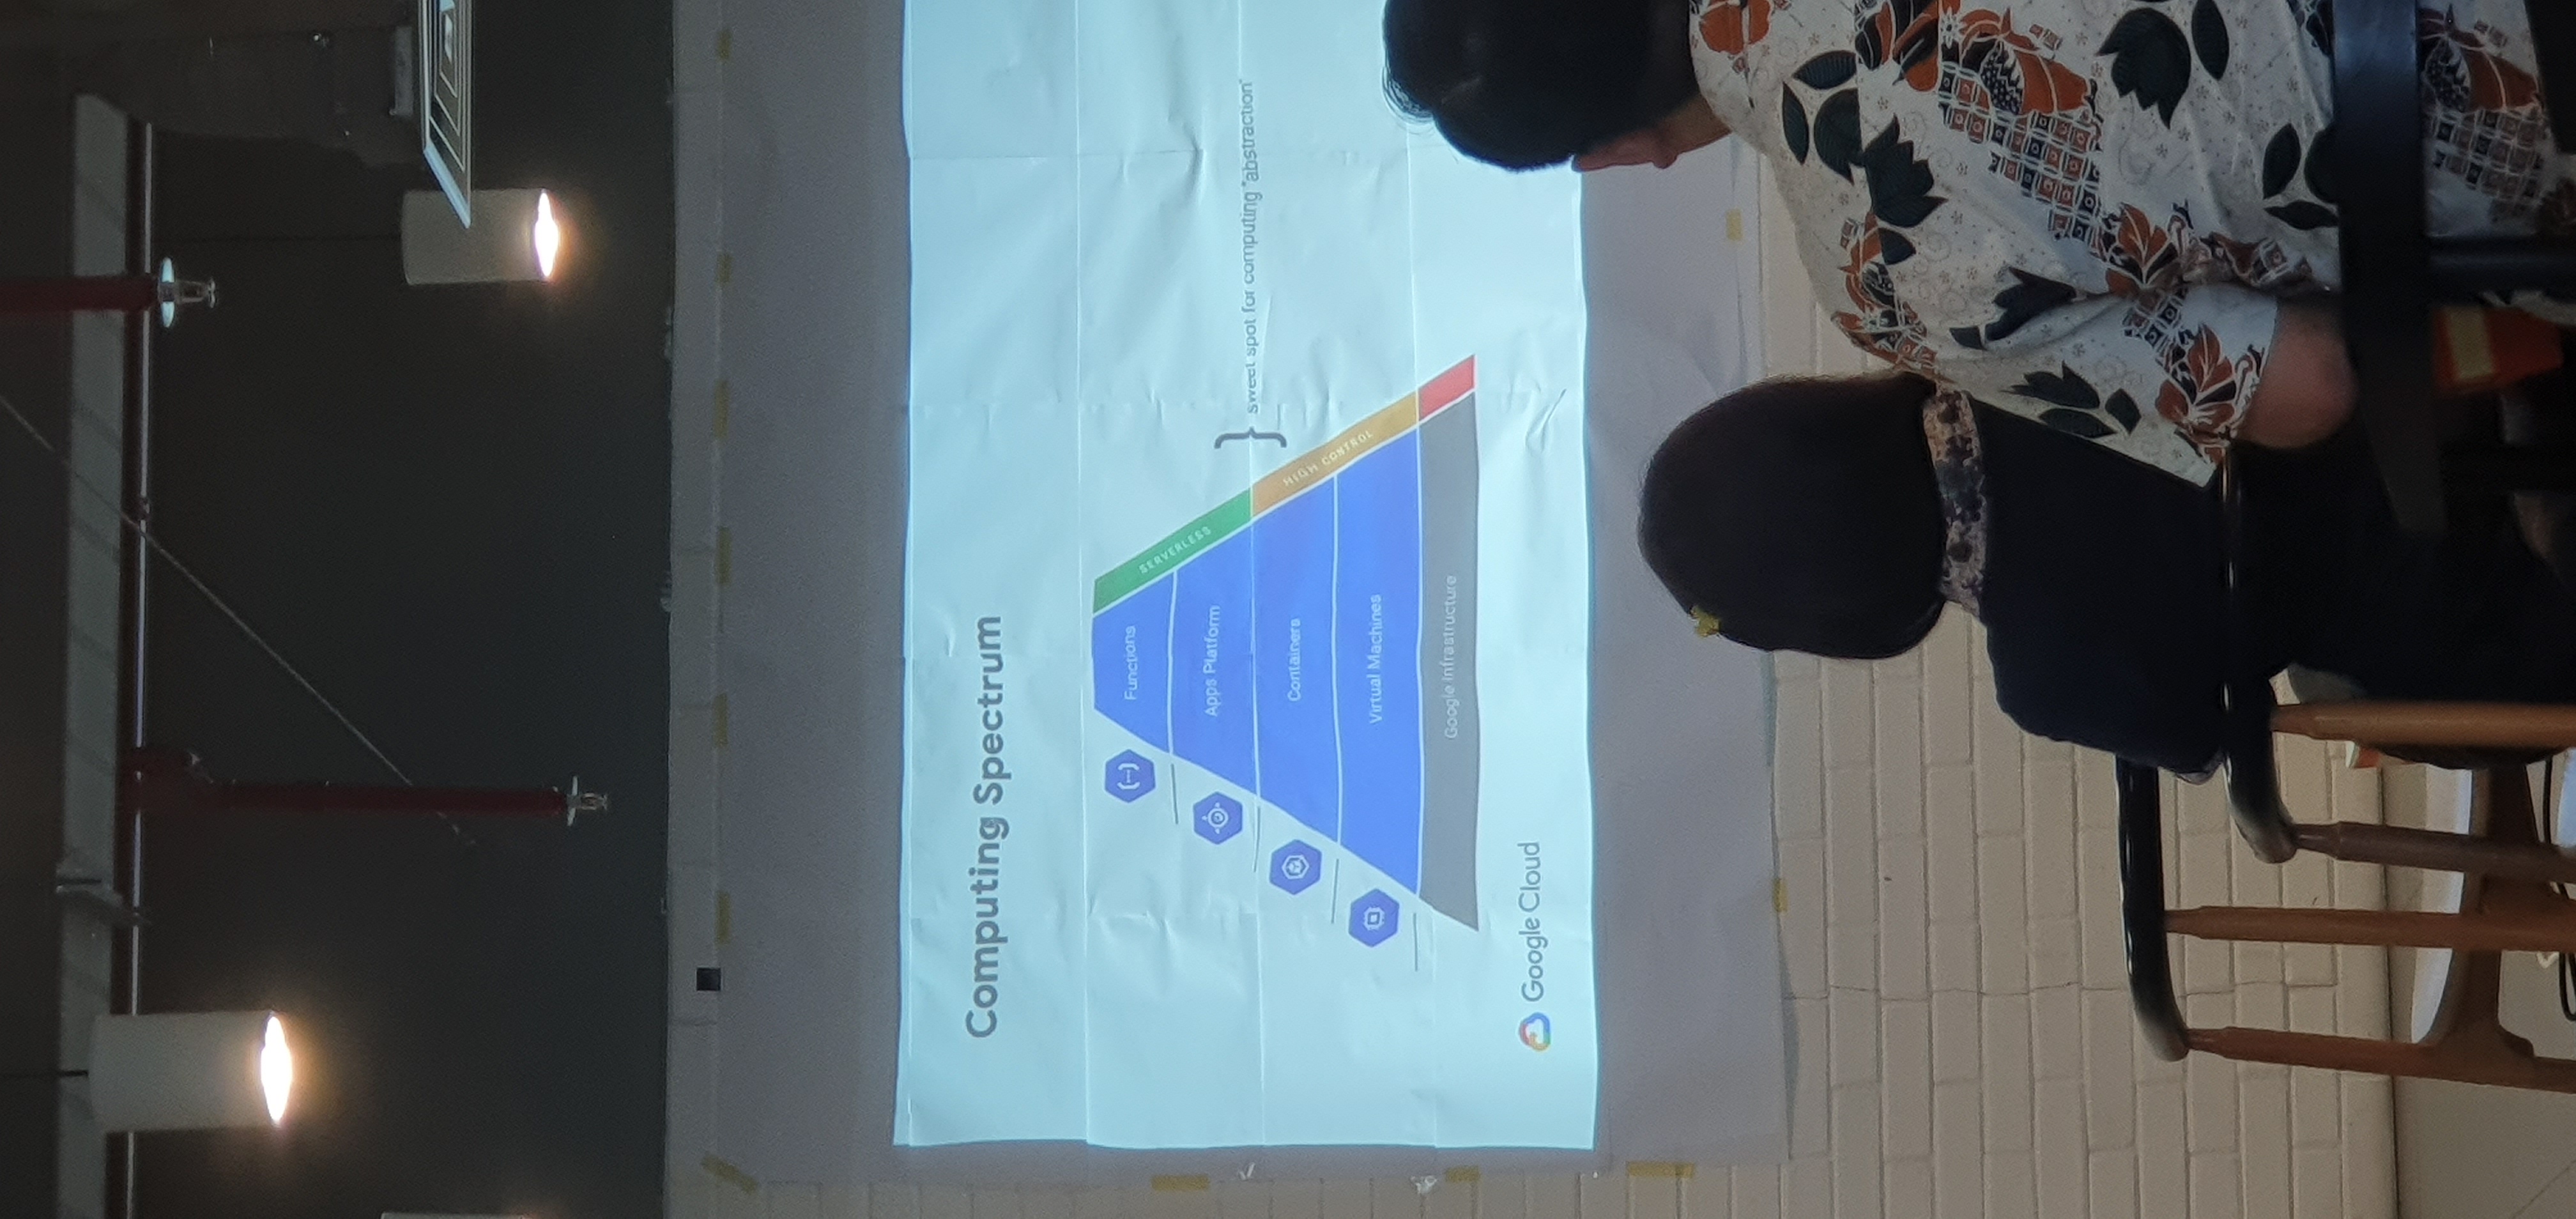 Computing Spectrum
Functions
SERVERLESS
Apps Platform
sweet spot for computing "abstraction"
Containers
HIGH CONTROL
Virtual Machines
Google Infrastructure
Google Cloud